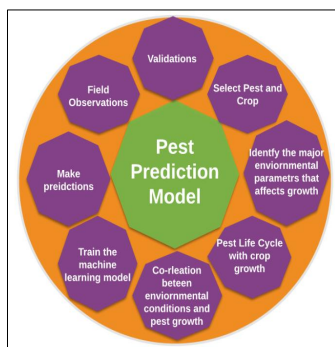 Pest
Prediction
Model
Validations
Select Pest and
Crop
Identfy the major
enviornmental
parametrs that
affects growth
Pest Life Cycle
with crop
growth
Co-rleation
beteen
enviornmental
conditions and
pest growth
Train the
machine
learning model
Make
preidctions
Field
Observations